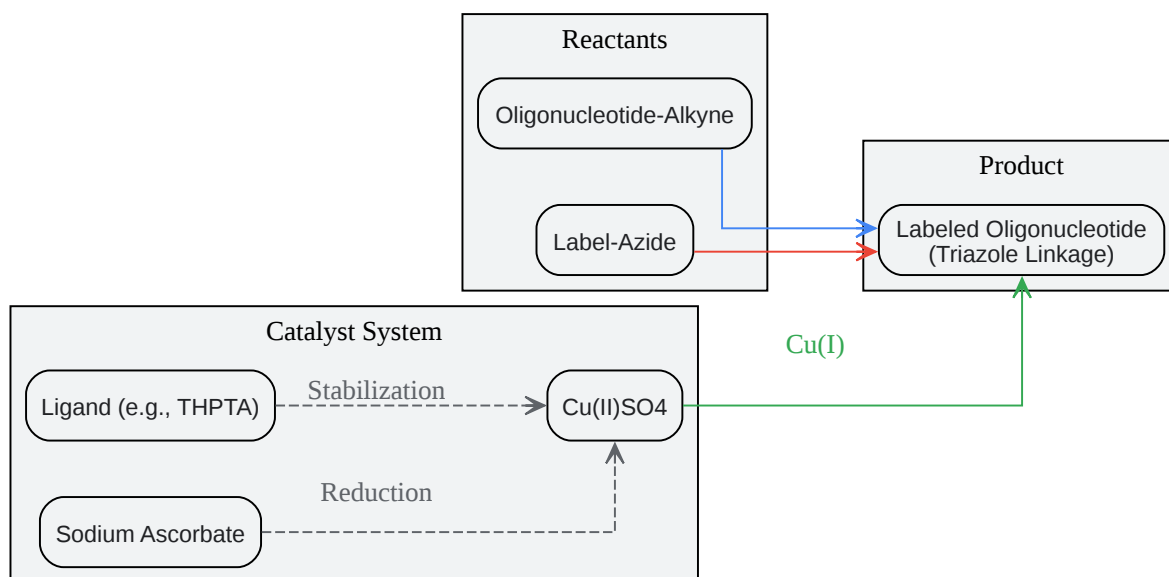 Reactants
Oligonucleotide-Alkyne
Label-Azide
Product
Labeled Oligonucleotide
(Triazole Linkage)
Catalyst System
Ligand (e.g., THPTA)
Stabilization
Cu(II)SO4
Cu(I)
Reduction
Sodium Ascorbate